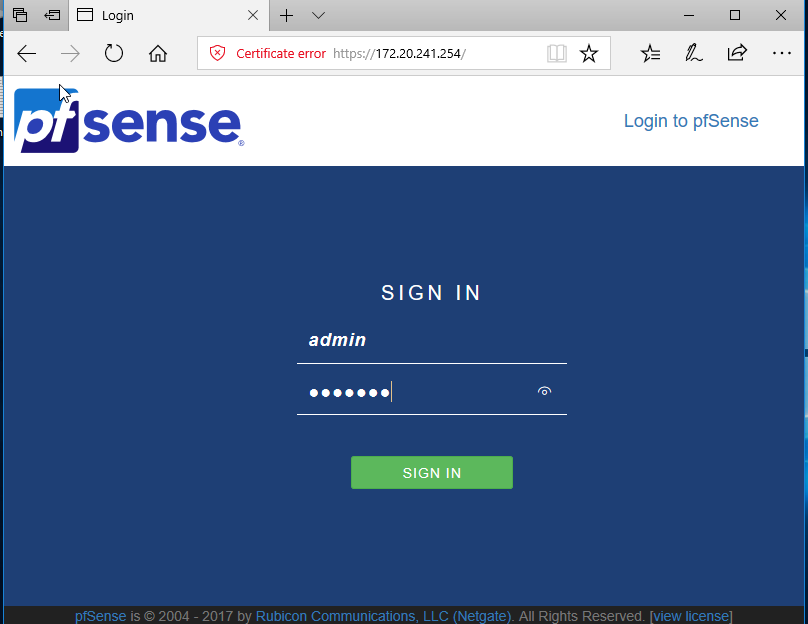 Login
Certificate error https://172.20.241.254/
pfsense®
Login to pfSense
SIGN IN
admin
●●●●●●●
SIGN IN
pfSense is © 2004 - 2017 by Rubicon Communications, LLC (Netgate). All Rights Reserved. [view license]